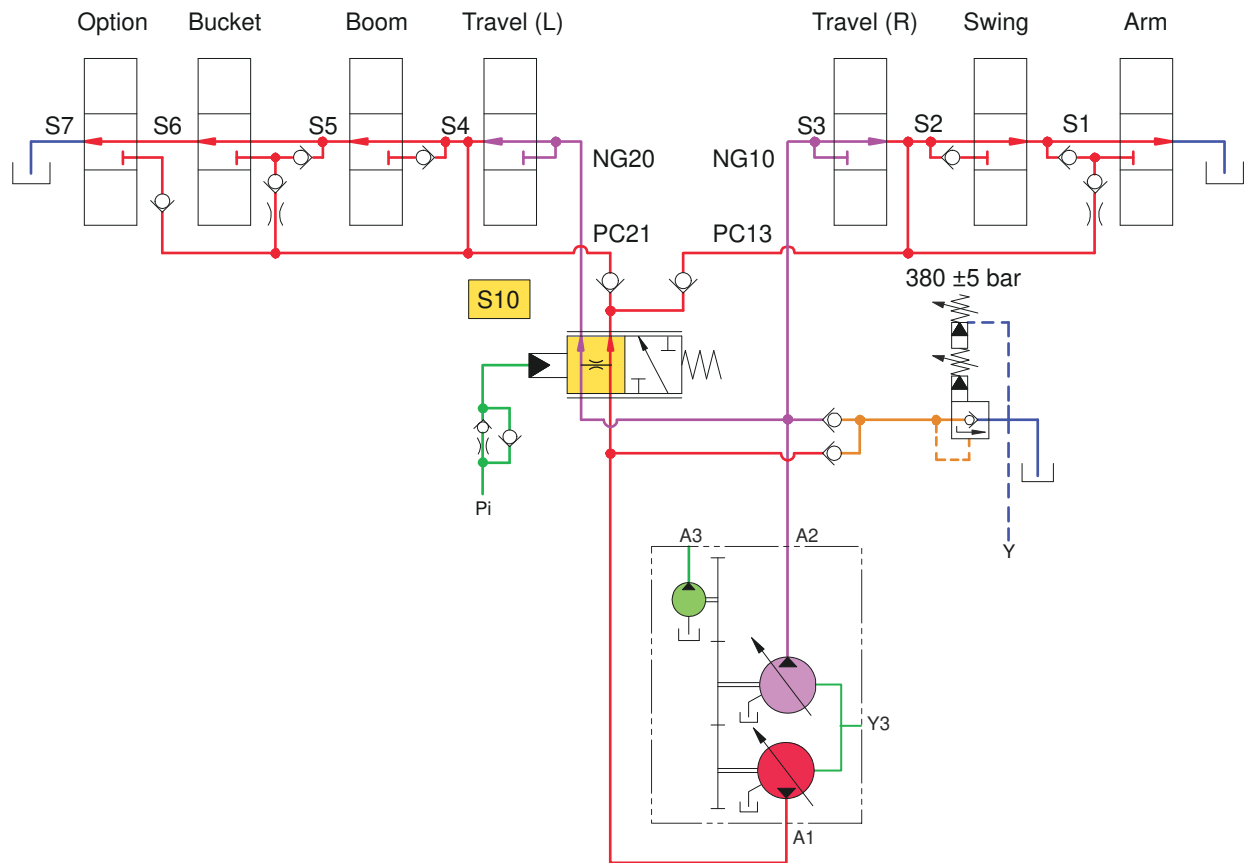 Option Bucket Boom Travel (L) Travel (R) Swing Arm
S7 S6 S5 S4 S3 S2 S1
NG20 NG10
PC21 PC13
S10
380 ±5 bar
Pi
A3 A2
Y
Y3
A1